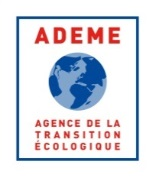 ADEME
AGENCE DE LA
TRANSITION
ÉCOLOGIQUE